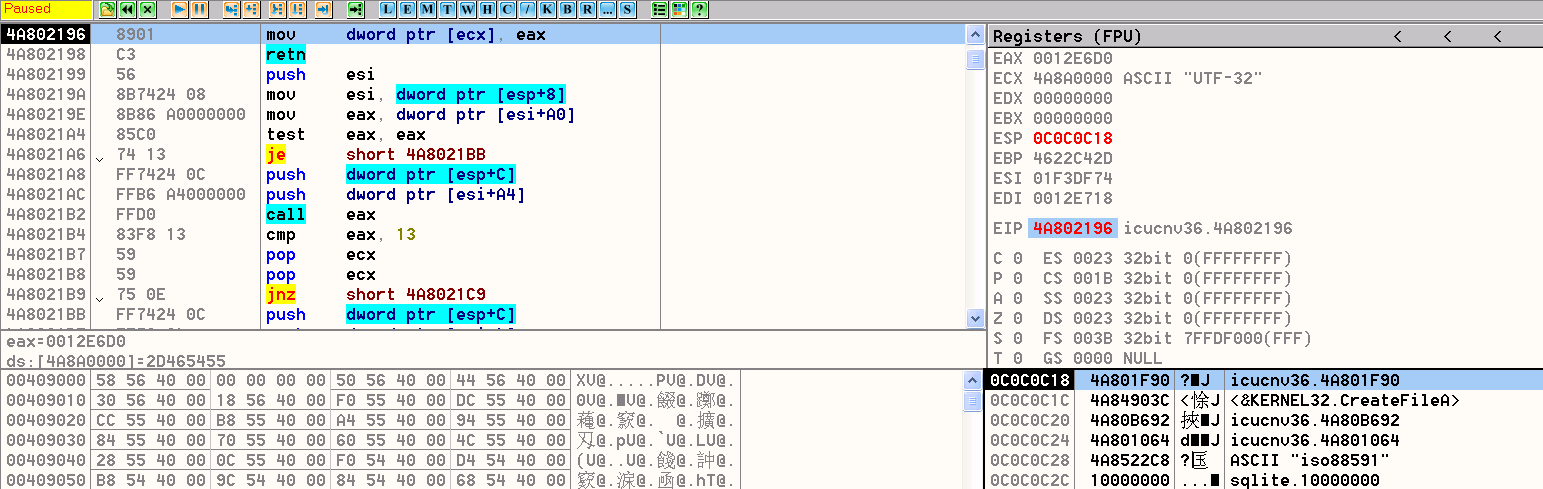 Paused
L E M T W H C / K B R ... S ?
4A802196 8901 mov dword ptr [ecx], eax
4A802198 C3 retn
4A802199 56 push esi
4A80219A 8B7424 08 mov esi, dword ptr [esp+8]
4A80219E 8B86 A0000000 mov eax, dword ptr [esi+A0]
4A8021A4 85C0 test eax, eax
4A8021A6 74 13 je short 4A8021BB
4A8021A8 FF7424 0C push dword ptr [esp+C]
4A8021AC FFB6 A4000000 push dword ptr [esi+A4]
4A8021B2 FFD0 call eax
4A8021B4 83F8 13 cmp eax, 13
4A8021B7 59 pop ecx
4A8021B8 59 pop ecx
4A8021B9 75 0E jnz short 4A8021C9
4A8021BB FF7424 0C push dword ptr [esp+C]
eax=0012E6D0
ds:[4A8A0000]=2D465455
Registers (FPU) < < <
EAX 0012E6D0
ECX 4A8A0000 ASCII "UTF-32"
EDX 00000000
EBX 00000000
ESP 0C0C0C18
EBP 4622C42D
ESI 01F3DF74
EDI 0012E718
EIP 4A802196 icucnv36.4A802196
C 0 ES 0023 32bit 0(FFFFFFFF)
P 0 CS 001B 32bit 0(FFFFFFFF)
A 0 SS 0023 32bit 0(FFFFFFFF)
Z 0 DS 0023 32bit 0(FFFFFFFF)
S 0 FS 003B 32bit 7FFDF000(FFF)
T 0 GS 0000 NULL
00409000 58 56 40 00 00 00 00 00 50 56 40 00 44 56 40 00 XV@.....PV@.DV@.
00409010 30 56 40 00 18 56 40 00 F0 55 40 00 DC 55 40 00 0V@.■V@.
00409020 CC 55 40 00 B8 55 40 00 A4 55 40 00 94 55 40 00
00409030 84 55 40 00 70 55 40 00 60 55 40 00 4C 55 40 00 .pU@.`U@.LU@.
00409040 28 55 40 00 0C 55 40 00 F0 54 40 00 D4 54 40 00 (U@..U@.
00409050 B8 54 40 00 9C 54 40 00 84 54 40 00 68 54 40 00 @.hT@.
0C0C0C18 4A801F90 ?■J icucnv36.4A801F90
0C0C0C1C 4A84903C <&KERNEL32.CreateFileA>
0C0C0C20 4A80B692 icucnv36.4A80B692
0C0C0C24 4A801064 d■■J icucnv36.4A801064
0C0C0C28 4A8522C8 ASCII "iso88591"
0C0C0C2C 10000000 ...■ sqlite.10000000